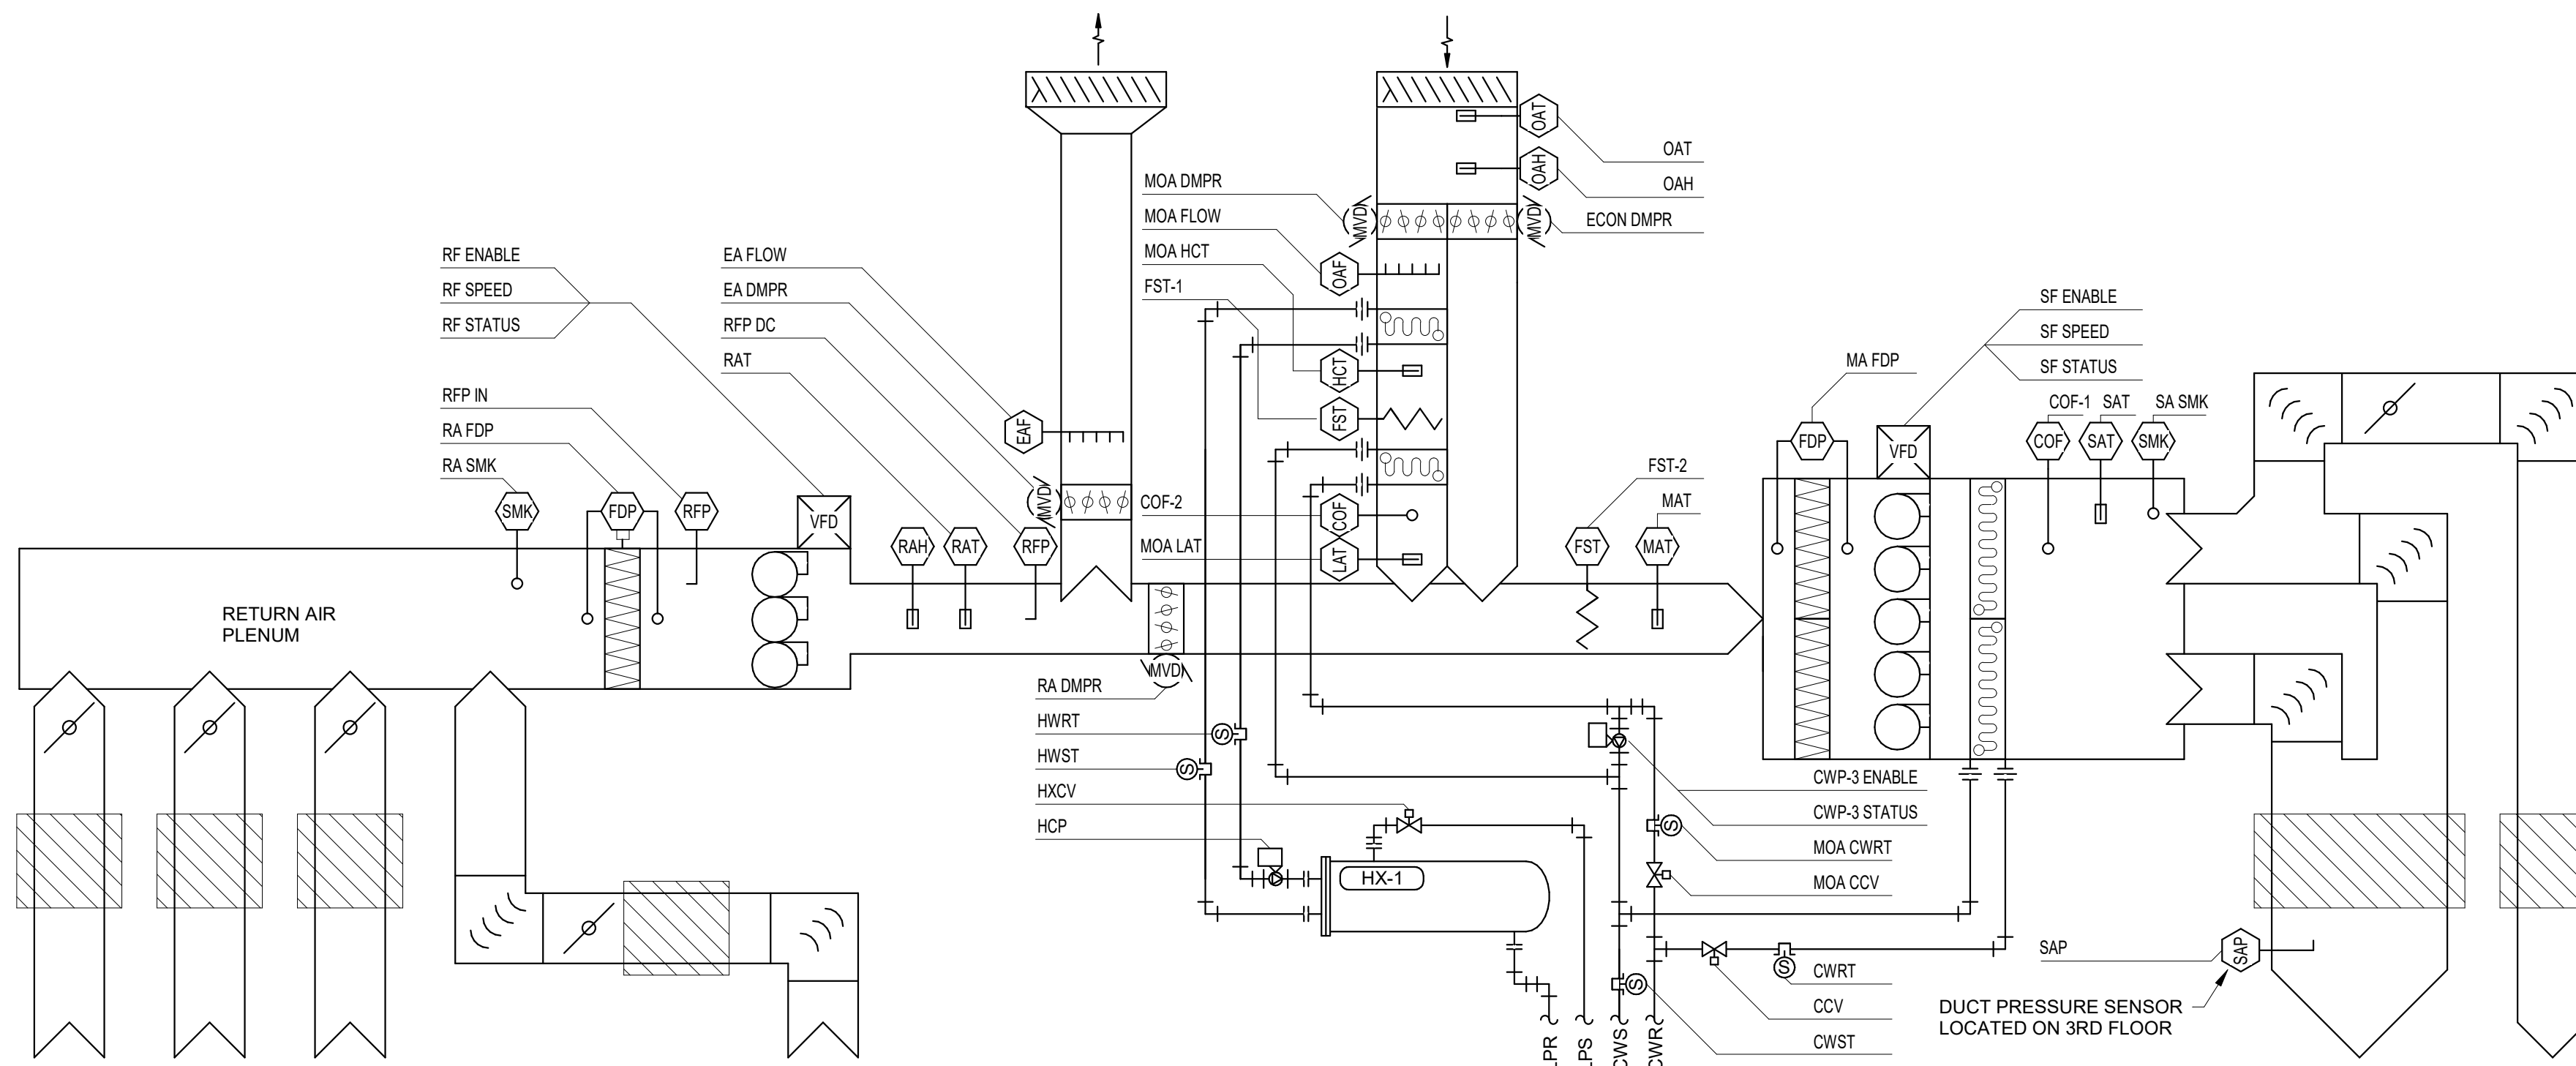 OAT
OAH
OAT
OAH
MOA DMPR
MOA FLOW
MOA HCT
FST-1
MVD
MVD
ECON DMPR
OAF
HCT
FST
RF ENABLE
RF SPEED
RF STATUS
EA FLOW
EA DMPR
RFP DC
RAT
RFP IN
RA FDP
RA SMK
EAF
MVD
SMK
FDP
RFP
VFD
RAH
RAT
RFP
COF-2
MOA LAT
COF
LAT
FST-2
MAT
FST
MAT
MA FDP
FDP
SF ENABLE
SF SPEED
SF STATUS
VFD
COF-1
SAT
SA SMK
COF
SAT
SMK
RETURN AIR
PLENUM
MVD
RA DMPR
HWRT
HWST
HXCV
HCP
S
S
HX-1
CWP-3 ENABLE
CWP-3 STATUS
MOA CWRT
MOA CCV
S
S
S
CWRT
CCV
CWST
LPR
LPS
CWS
CWR
SAP
SAP
DUCT PRESSURE SENSOR
LOCATED ON 3RD FLOOR